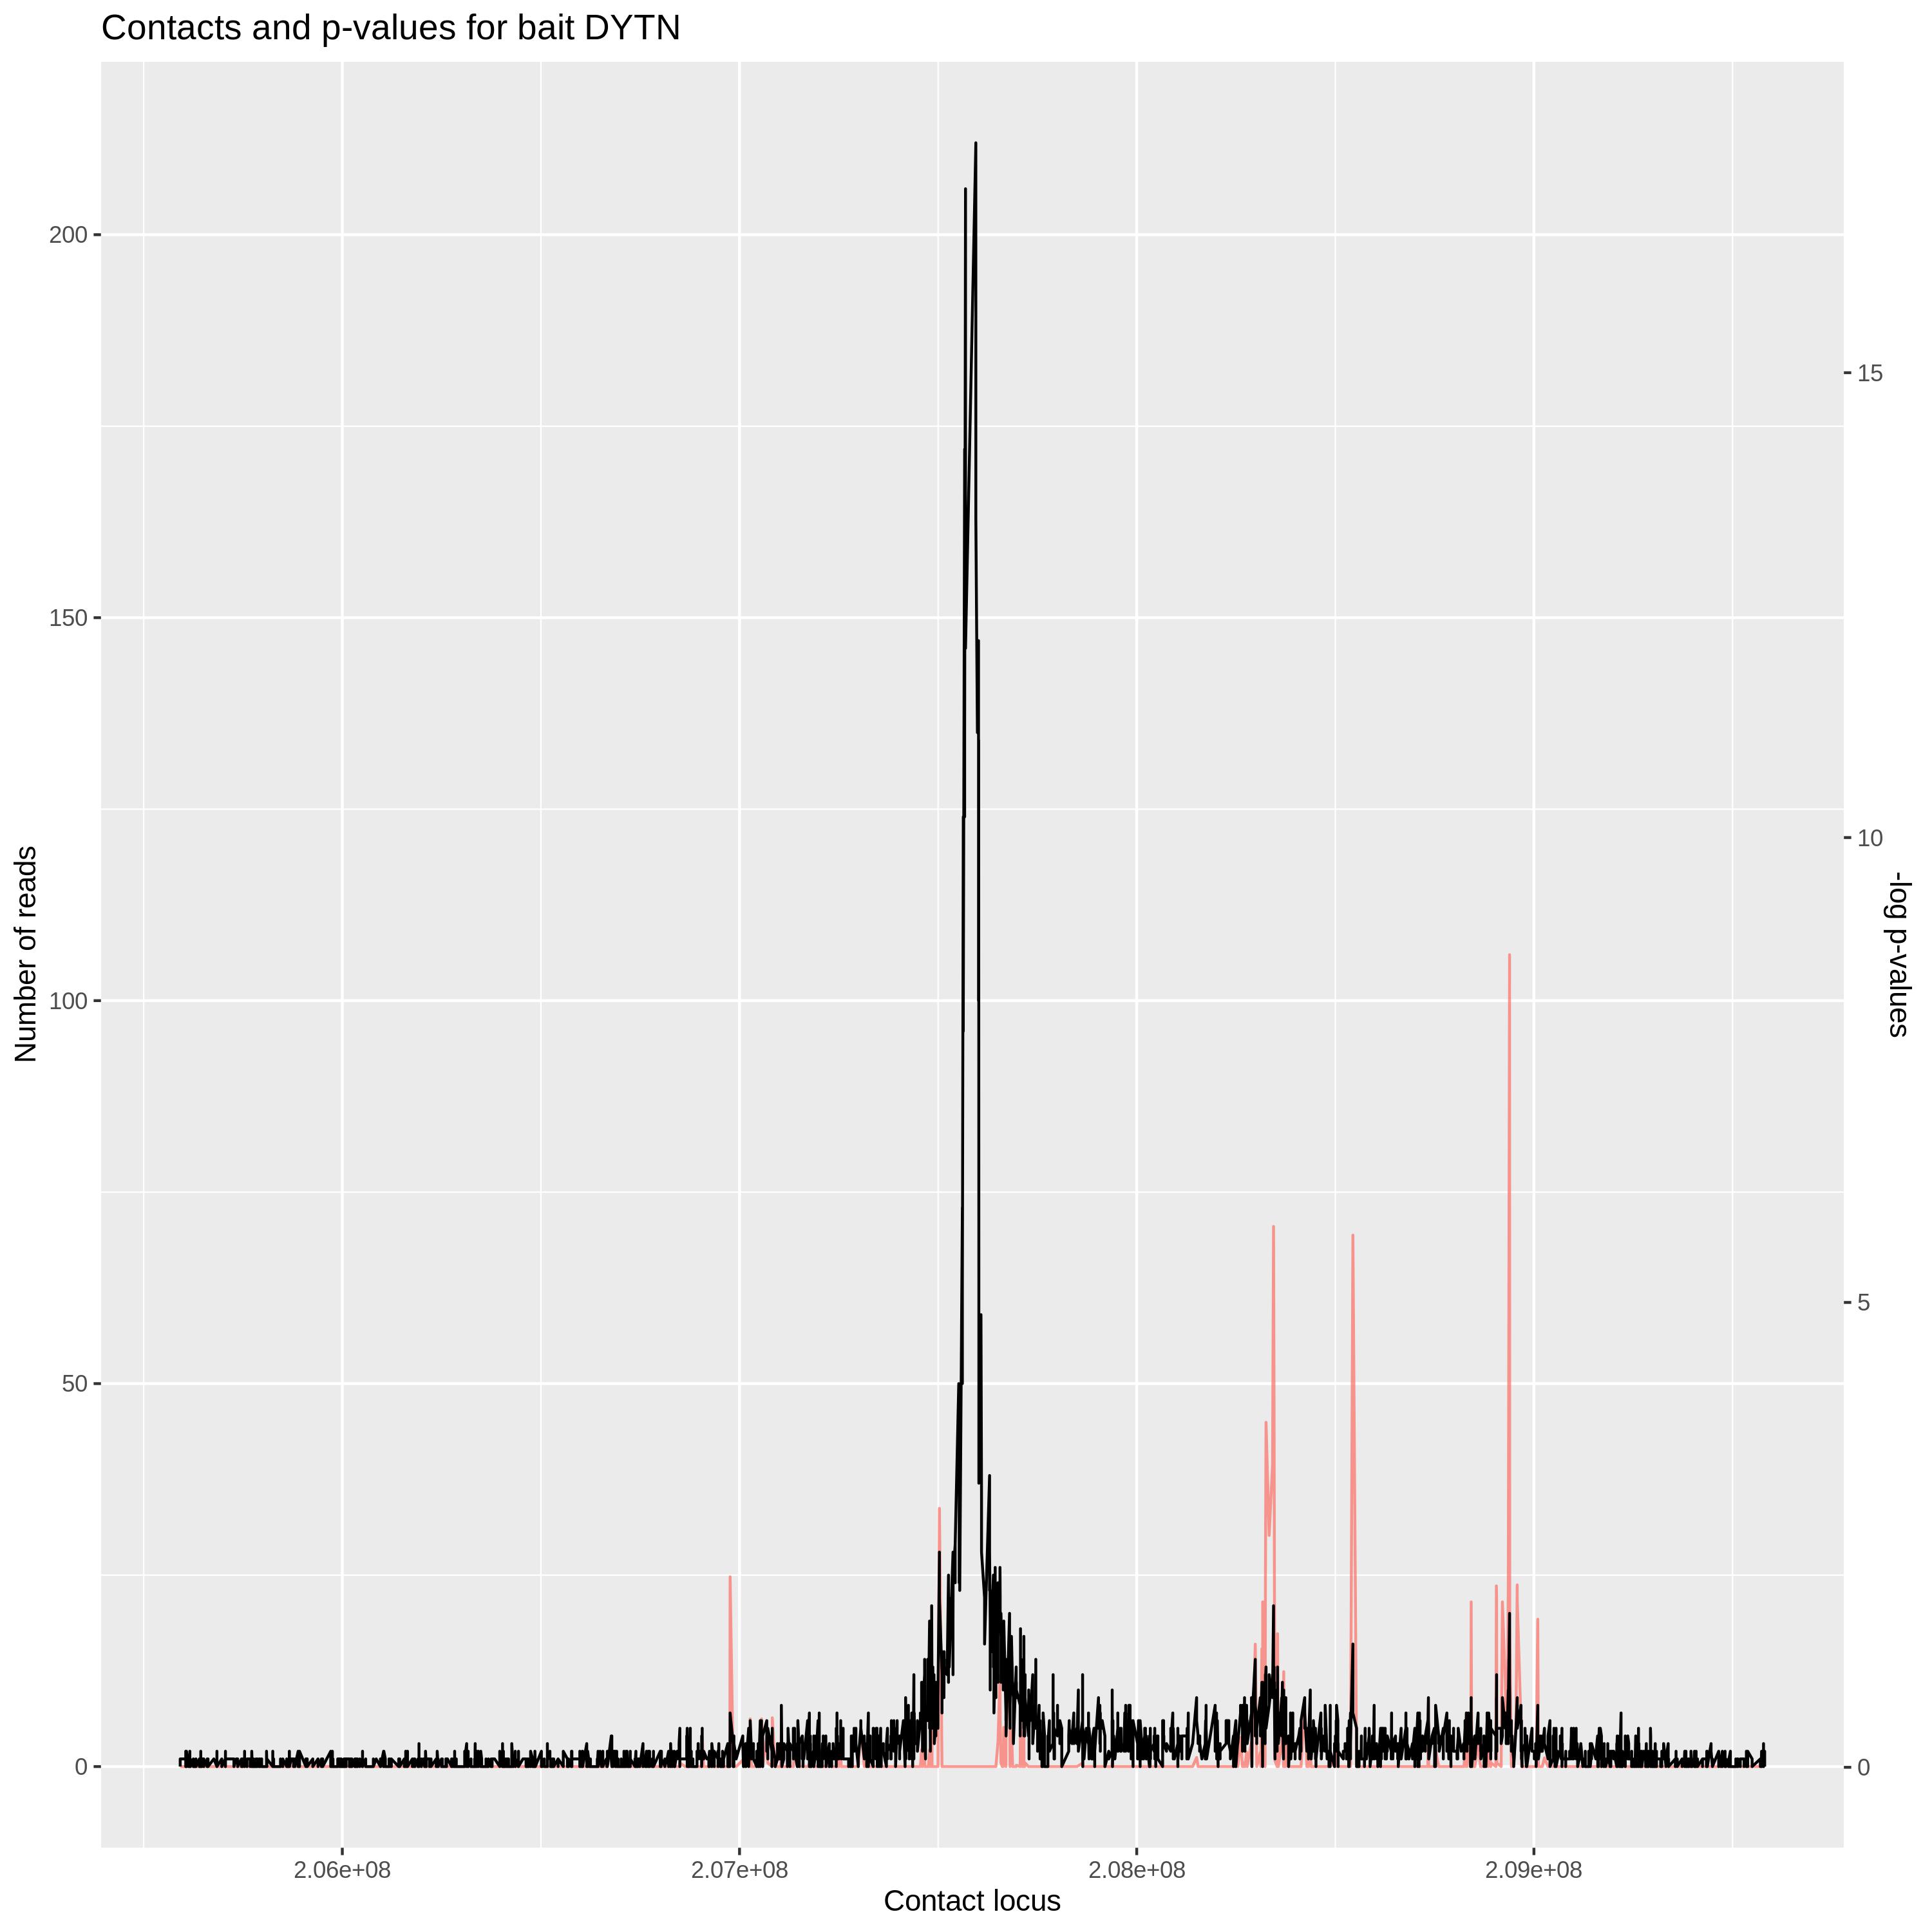 Contacts and p-values for bait DYTN
200
150
100
50
0
Number of reads
15
10
5
0
-log p-values
2.06e+08
2.07e+08
2.08e+08
2.09e+08
Contact locus